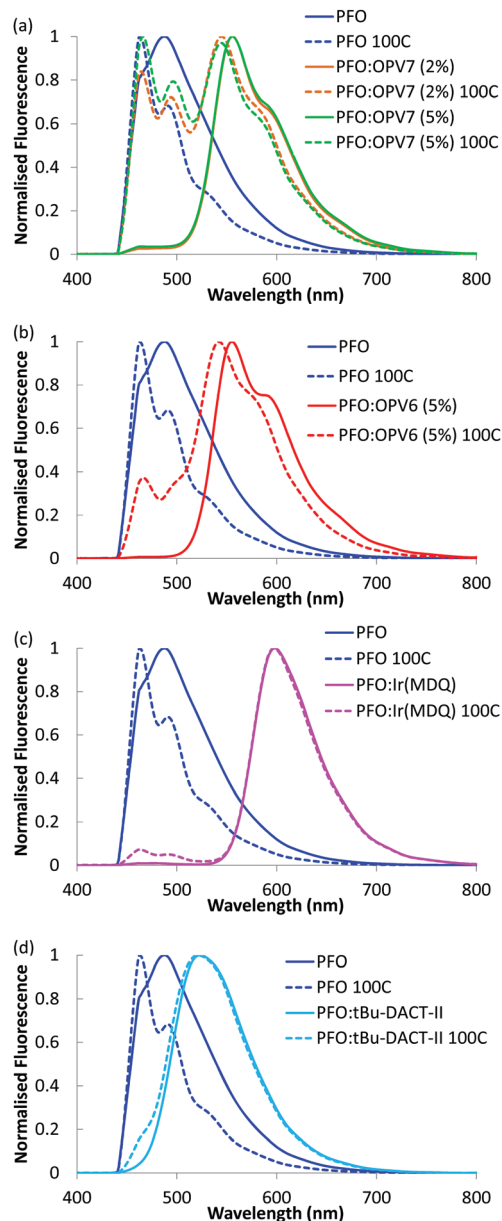 (a)
PFO
PFO 100C
PFO:OPV7 (2%)
PFO:OPV7 (2%) 100C
PFO:OPV7 (5%)
PFO:OPV7 (5%) 100C
Normalised Fluorescence
1
0.8
0.6
0.4
0.2
0
400 500 600 700 800
Wavelength (nm)
(b)
PFO
PFO 100C
PFO:OPV6 (5%)
PFO:OPV6 (5%) 100C
Normalised Fluorescence
1
0.8
0.6
0.4
0.2
0
400 500 600 700 800
Wavelength (nm)
(c)
PFO
PFO 100C
PFO:Ir(MDQ)
PFO:Ir(MDQ) 100C
Normalised Fluorescence
1
0.8
0.6
0.4
0.2
0
400 500 600 700 800
Wavelength (nm)
(d)
PFO
PFO 100C
PFO:tBu-DACT-II
PFO:tBu-DACT-II 100C
Normalised Fluorescence
1
0.8
0.6
0.4
0.2
0
400 500 600 700 800
Wavelength (nm)